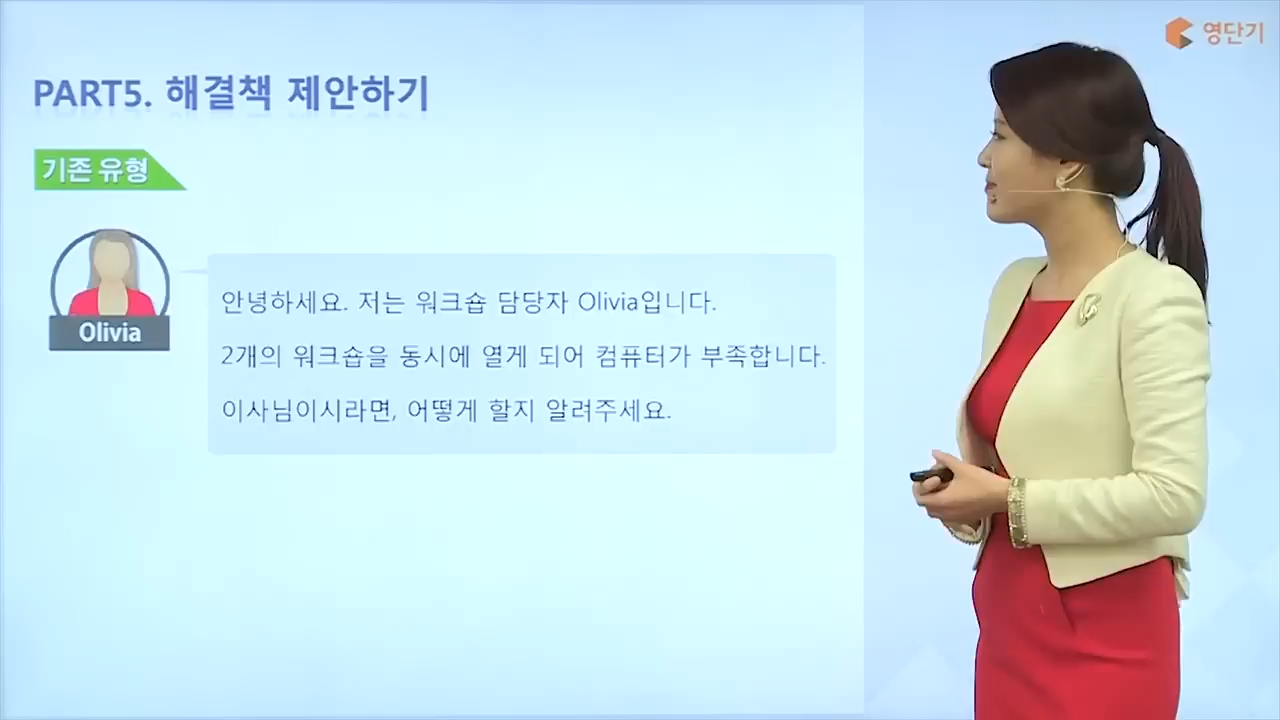 영단기
PART5. 해결책 제안하기
기존 유형
Olivia
안녕하세요. 저는 워크숍 담당자 Olivia입니다.
2개의 워크숍을 동시에 열게 되어 컴퓨터가 부족합니다.
이사님이시라면, 어떻게 할지 알려주세요.